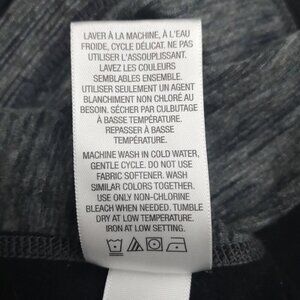 LAVER À LA MACHINE, À L'EAU
FROIDE, CYCLE DÉLICAT. NE PAS
UTILISER L'ASSOUPLISSANT.
LAVEZ LES COULEURS
SEMBLABLES ENSEMBLE.
UTILISER SEULEMENT UN AGENT
BLANCHIMENT NON CHLORÉ AU
BESOIN. SÉCHER PAR CULBUTAGE
À BASSE TEMPÉRATURE.
REPASSER À BASSE
TEMPÉRATURE.
MACHINE WASH IN COLD WATER,
GENTLE CYCLE. DO NOT USE
FABRIC SOFTENER. WASH
SIMILAR COLORS TOGETHER.
USE ONLY NON-CHLORINE
BLEACH WHEN NEEDED. TUMBLE
DRY AT LOW TEMPERATURE.
IRON AT LOW SETTING.